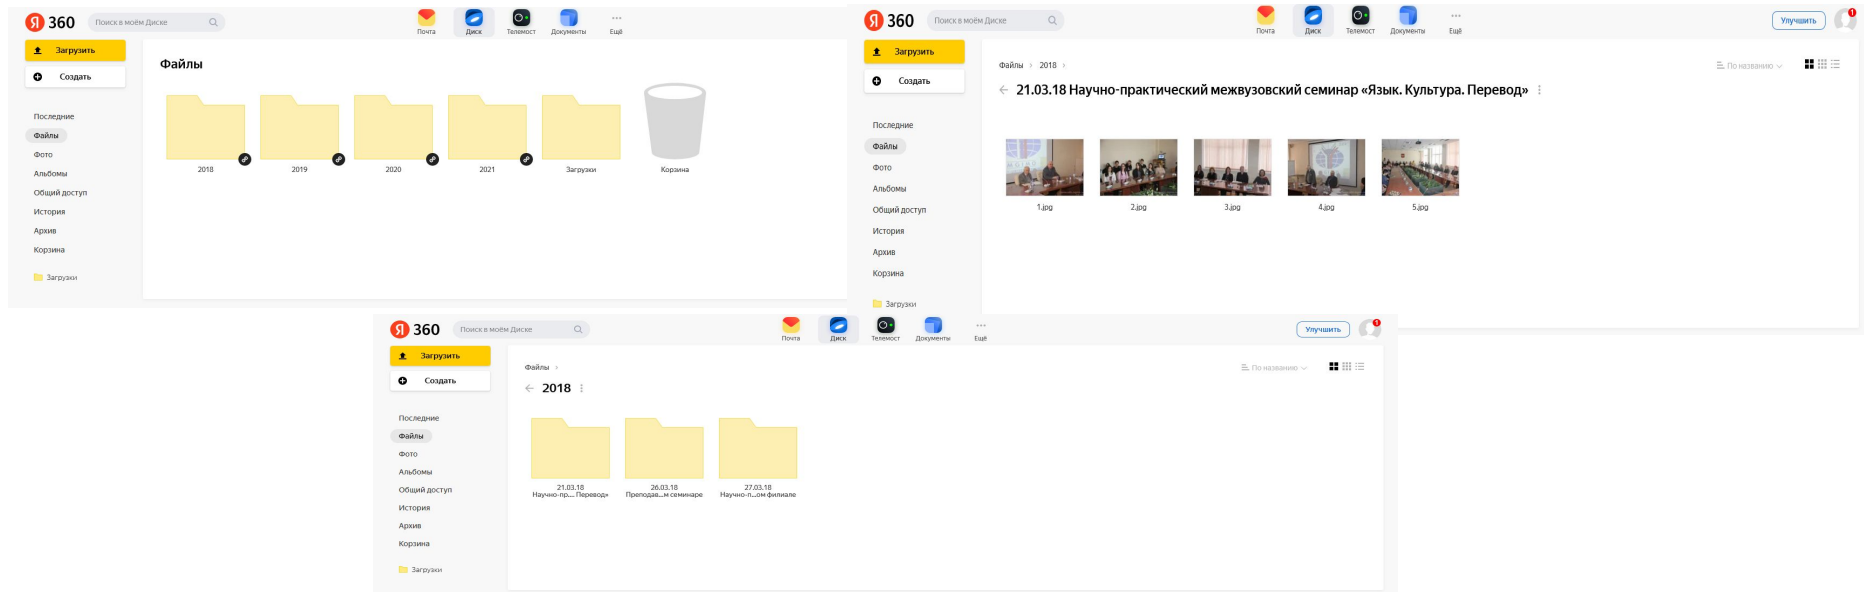 Я 360
Поиск в моём Диске
Почта
Диск
Телемост
Документы
Ещё
Загрузить
Создать
Последние
Файлы
Фото
Альбомы
Общий доступ
История
Архив
Корзина
Загрузки
Файлы
2018
2019
2020
2021
Загрузки
Корзина
Я 360
Поиск в моём Диске
Почта
Диск
Телемост
Документы
Ещё
Улучшить
1
Загрузить
Создать
Последние
Файлы
Фото
Альбомы
Общий доступ
История
Архив
Корзина
Загрузки
Файлы › 2018 ›
По названию
← 21.03.18 Научно-практический межвузовский семинар «Язык. Культура. Перевод»
1.jpg
2.jpg
3.jpg
4.jpg
5.jpg
Я 360
Поиск в моём Диске
Почта
Диск
Телемост
Документы
Ещё
Улучшить
1
Загрузить
Создать
Последние
Файлы
Фото
Альбомы
Общий доступ
История
Архив
Корзина
Загрузки
Файлы ›
По названию
← 2018
21.03.18
Научно-пр.... Перевод»
26.03.18
Преподав...м семинаре
27.03.18
Научно-п...ом филиале